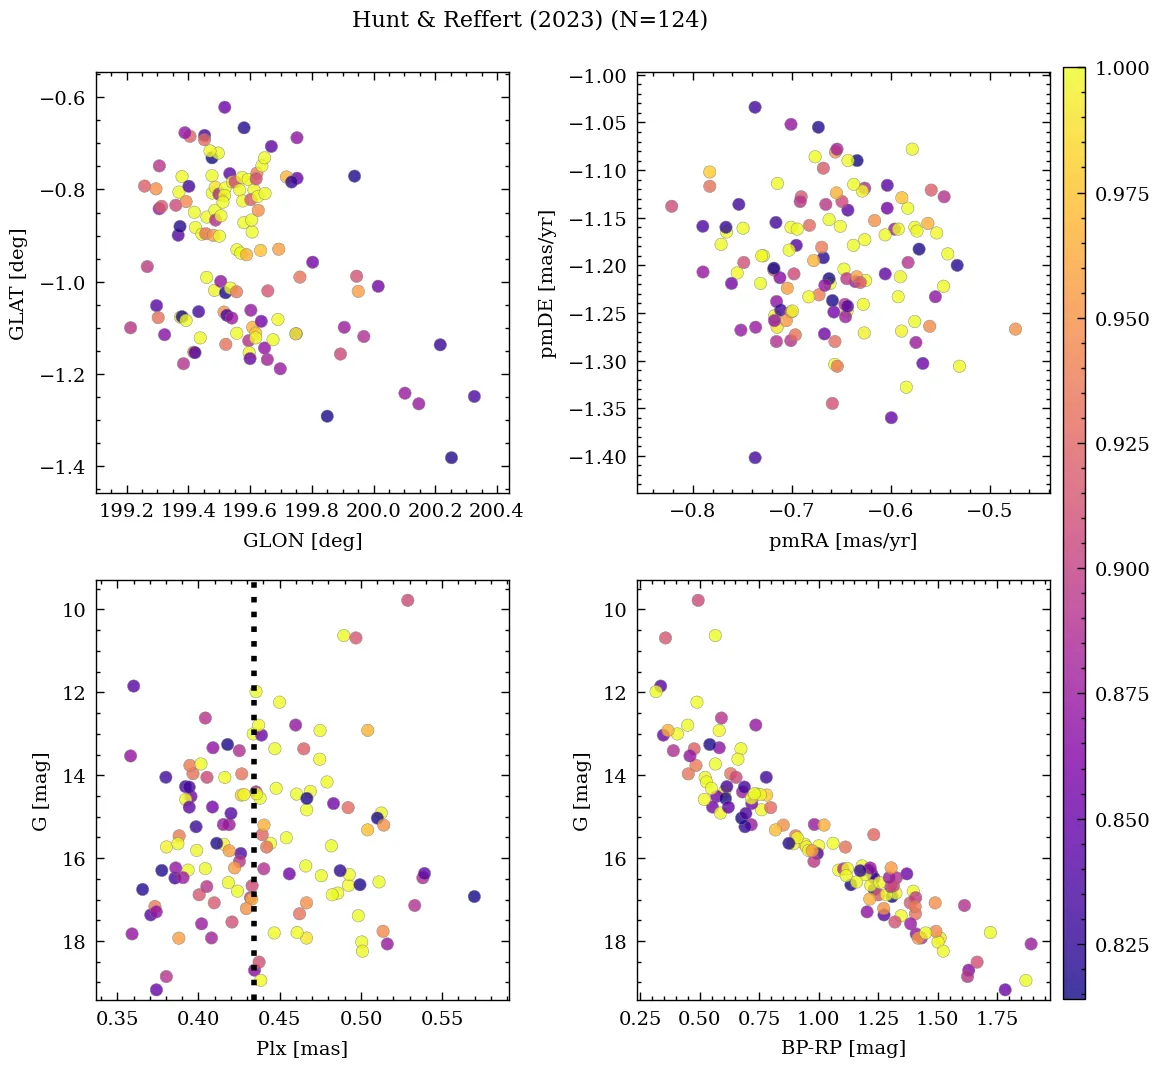 Hunt & Reffert (2023) (N=124)
−0.6
−0.8
−1.0
−1.2
−1.4
GLAT [deg]
199.2 199.4 199.6 199.8 200.0 200.2 200.4
GLON [deg]
−1.00
−1.05
−1.10
−1.15
−1.20
−1.25
−1.30
−1.35
−1.40
pmDE [mas/yr]
−0.8 −0.7 −0.6 −0.5
pmRA [mas/yr]
1.000
0.975
0.950
0.925
0.900
0.875
0.850
0.825
10
12
14
16
18
G [mag]
0.35 0.40 0.45 0.50 0.55
Plx [mas]
10
12
14
16
18
G [mag]
0.25 0.50 0.75 1.00 1.25 1.50 1.75
BP-RP [mag]